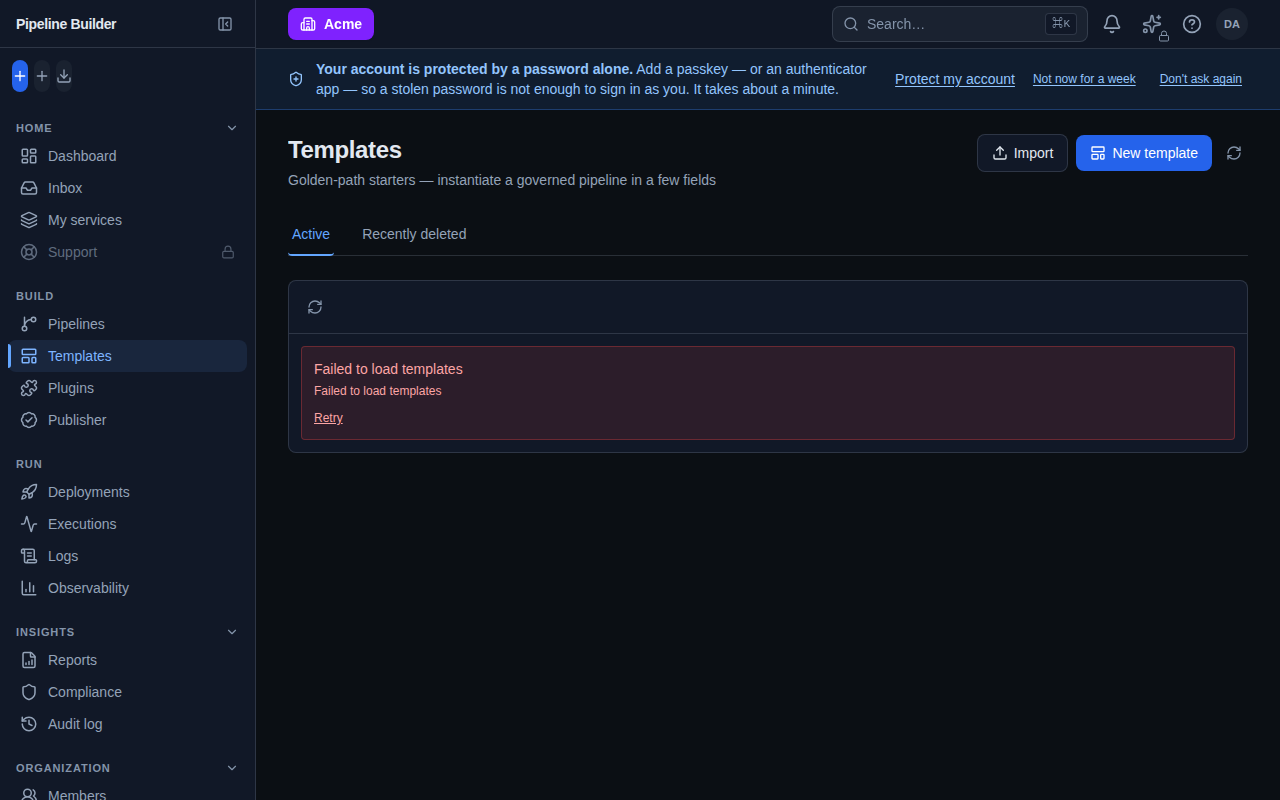 Pipeline Builder
Acme
Search…
⌘K
DA
Your account is protected by a password alone. Add a passkey — or an authenticator
app — so a stolen password is not enough to sign in as you. It takes about a minute.
Protect my account
Not now for a week
Don't ask again
HOME
Dashboard
Inbox
My services
Support
BUILD
Pipelines
Templates
Plugins
Publisher
RUN
Deployments
Executions
Logs
Observability
INSIGHTS
Reports
Compliance
Audit log
ORGANIZATION
Members
Templates
Golden-path starters — instantiate a governed pipeline in a few fields
Import
New template
Active
Recently deleted
Failed to load templates
Failed to load templates
Retry